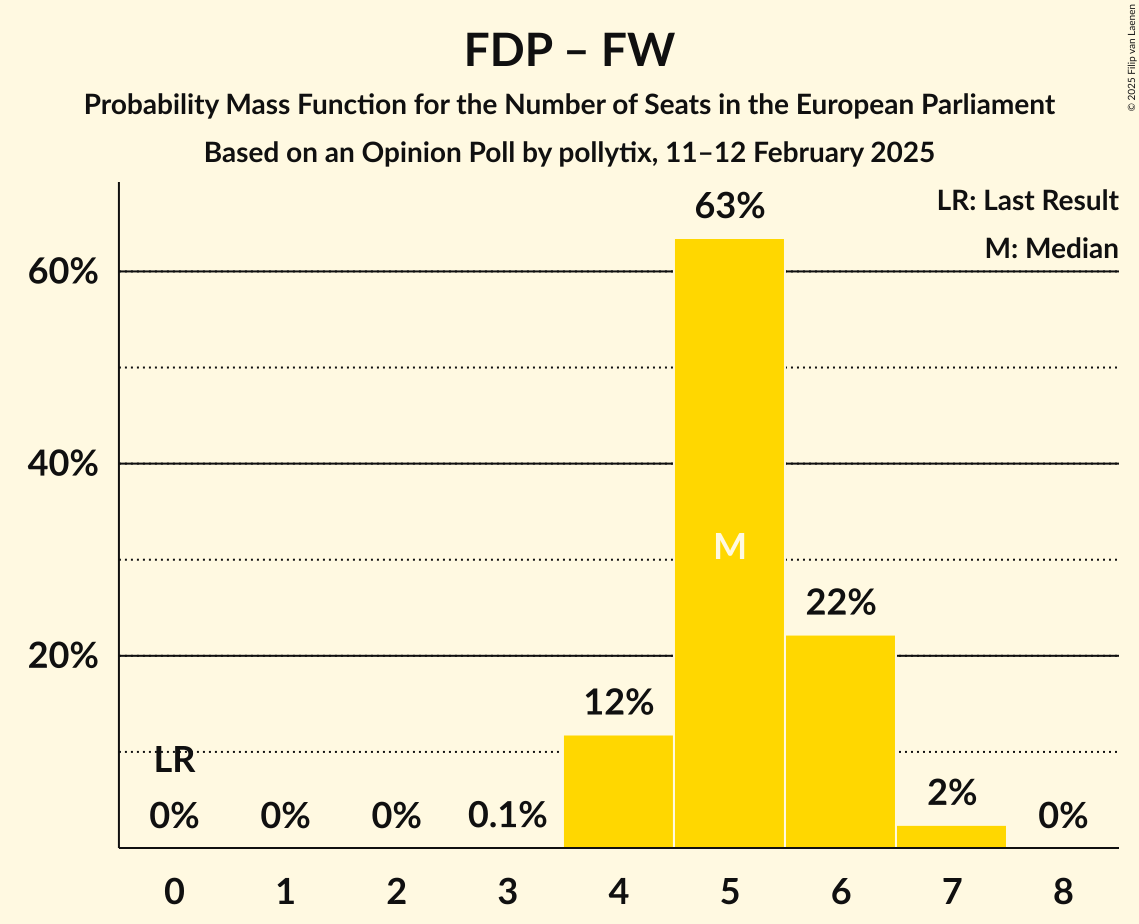 FDP – FW
Probability Mass Function for the Number of Seats in the European Parliament
Based on an Opinion Poll by pollytix, 11–12 February 2025
© 2025 Filip van Laenen
LR: Last Result
M: Median
63%
60%
40%
M
22%
20%
12%
LR
2%
0%
0%
0%
0.1%
0%
0
1
2
3
4
5
6
7
8